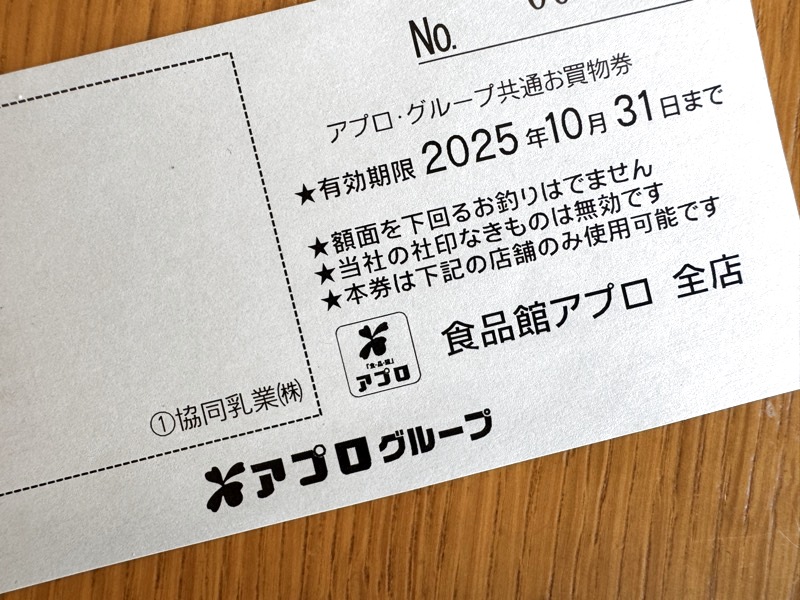 No.
アプロ・グループ共通お買物券
★有効期限 2025年10月31日まで
★額面を下回るお釣りはでません
★当社の社印なきものは無効です
★本券は下記の店舗のみ使用可能です
「食・品・館」
アプロ
食品館アプロ 全店
①協同乳業㈱
アプログループ